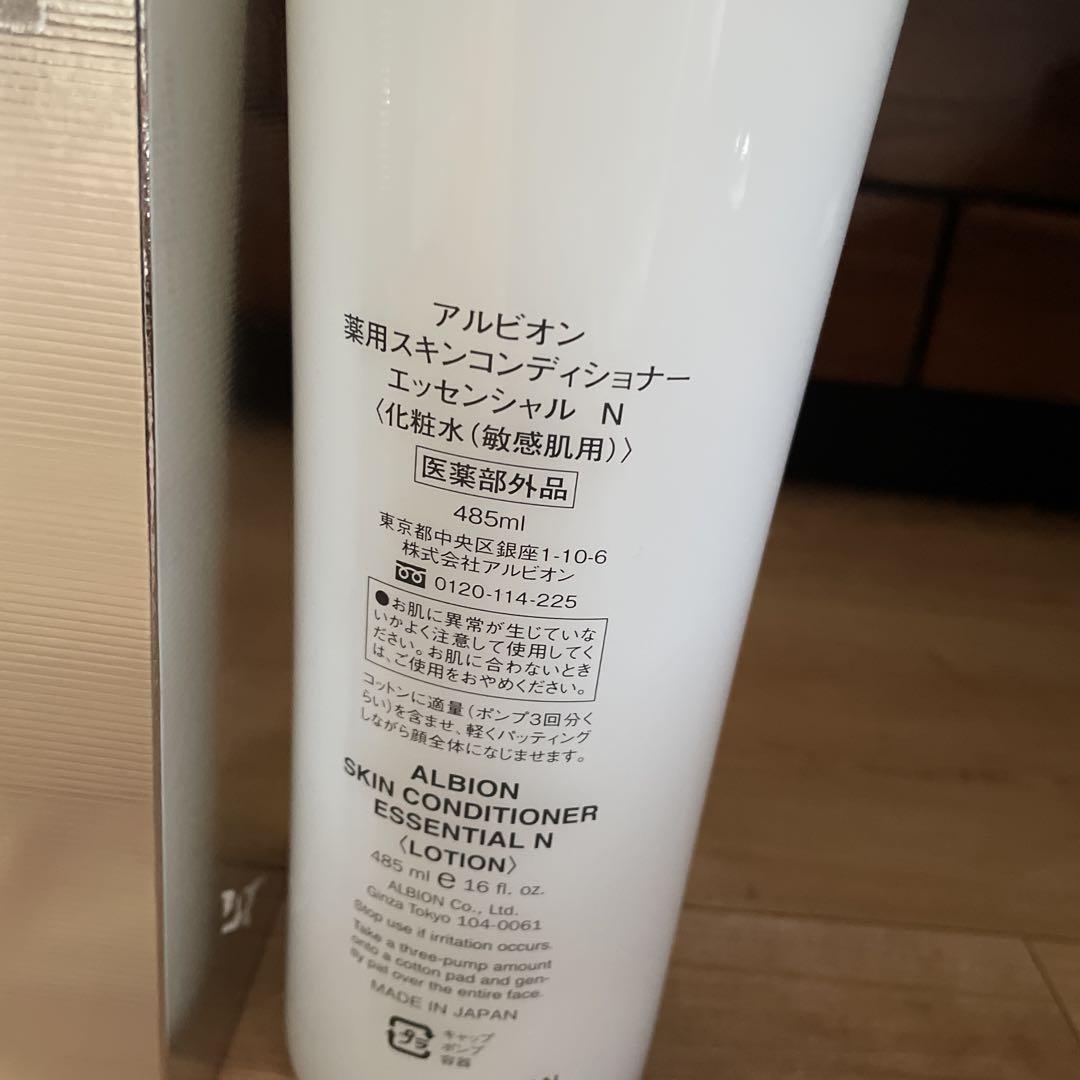 アルビオン
薬用スキンコンディショナー
エッセンシャル N
〈化粧水(敏感肌用)〉
医薬部外品
485ml
東京都中央区銀座1-10-6
株式会社アルビオン
0120-114-225
●お肌に異常が生じていな
いかよく注意して使用してく
ださい。お肌に合わないとき
は、ご使用をおやめください。
コットンに適量(ポンプ3回分く
らい)を含ませ、軽くパッティング
しながら顔全体になじませます。
ALBION
SKIN CONDITIONER
ESSENTIAL N
〈LOTION〉
485 ml e 16 fl. oz.
ALBION Co., Ltd.
Ginza Tokyo 104-0061
Stop use if irritation occurs.
Take a three-pump amount
onto a cotton pad and gen-
tly pat over the entire face.
MADE IN JAPAN
プラ
キャップ
ポンプ
容器